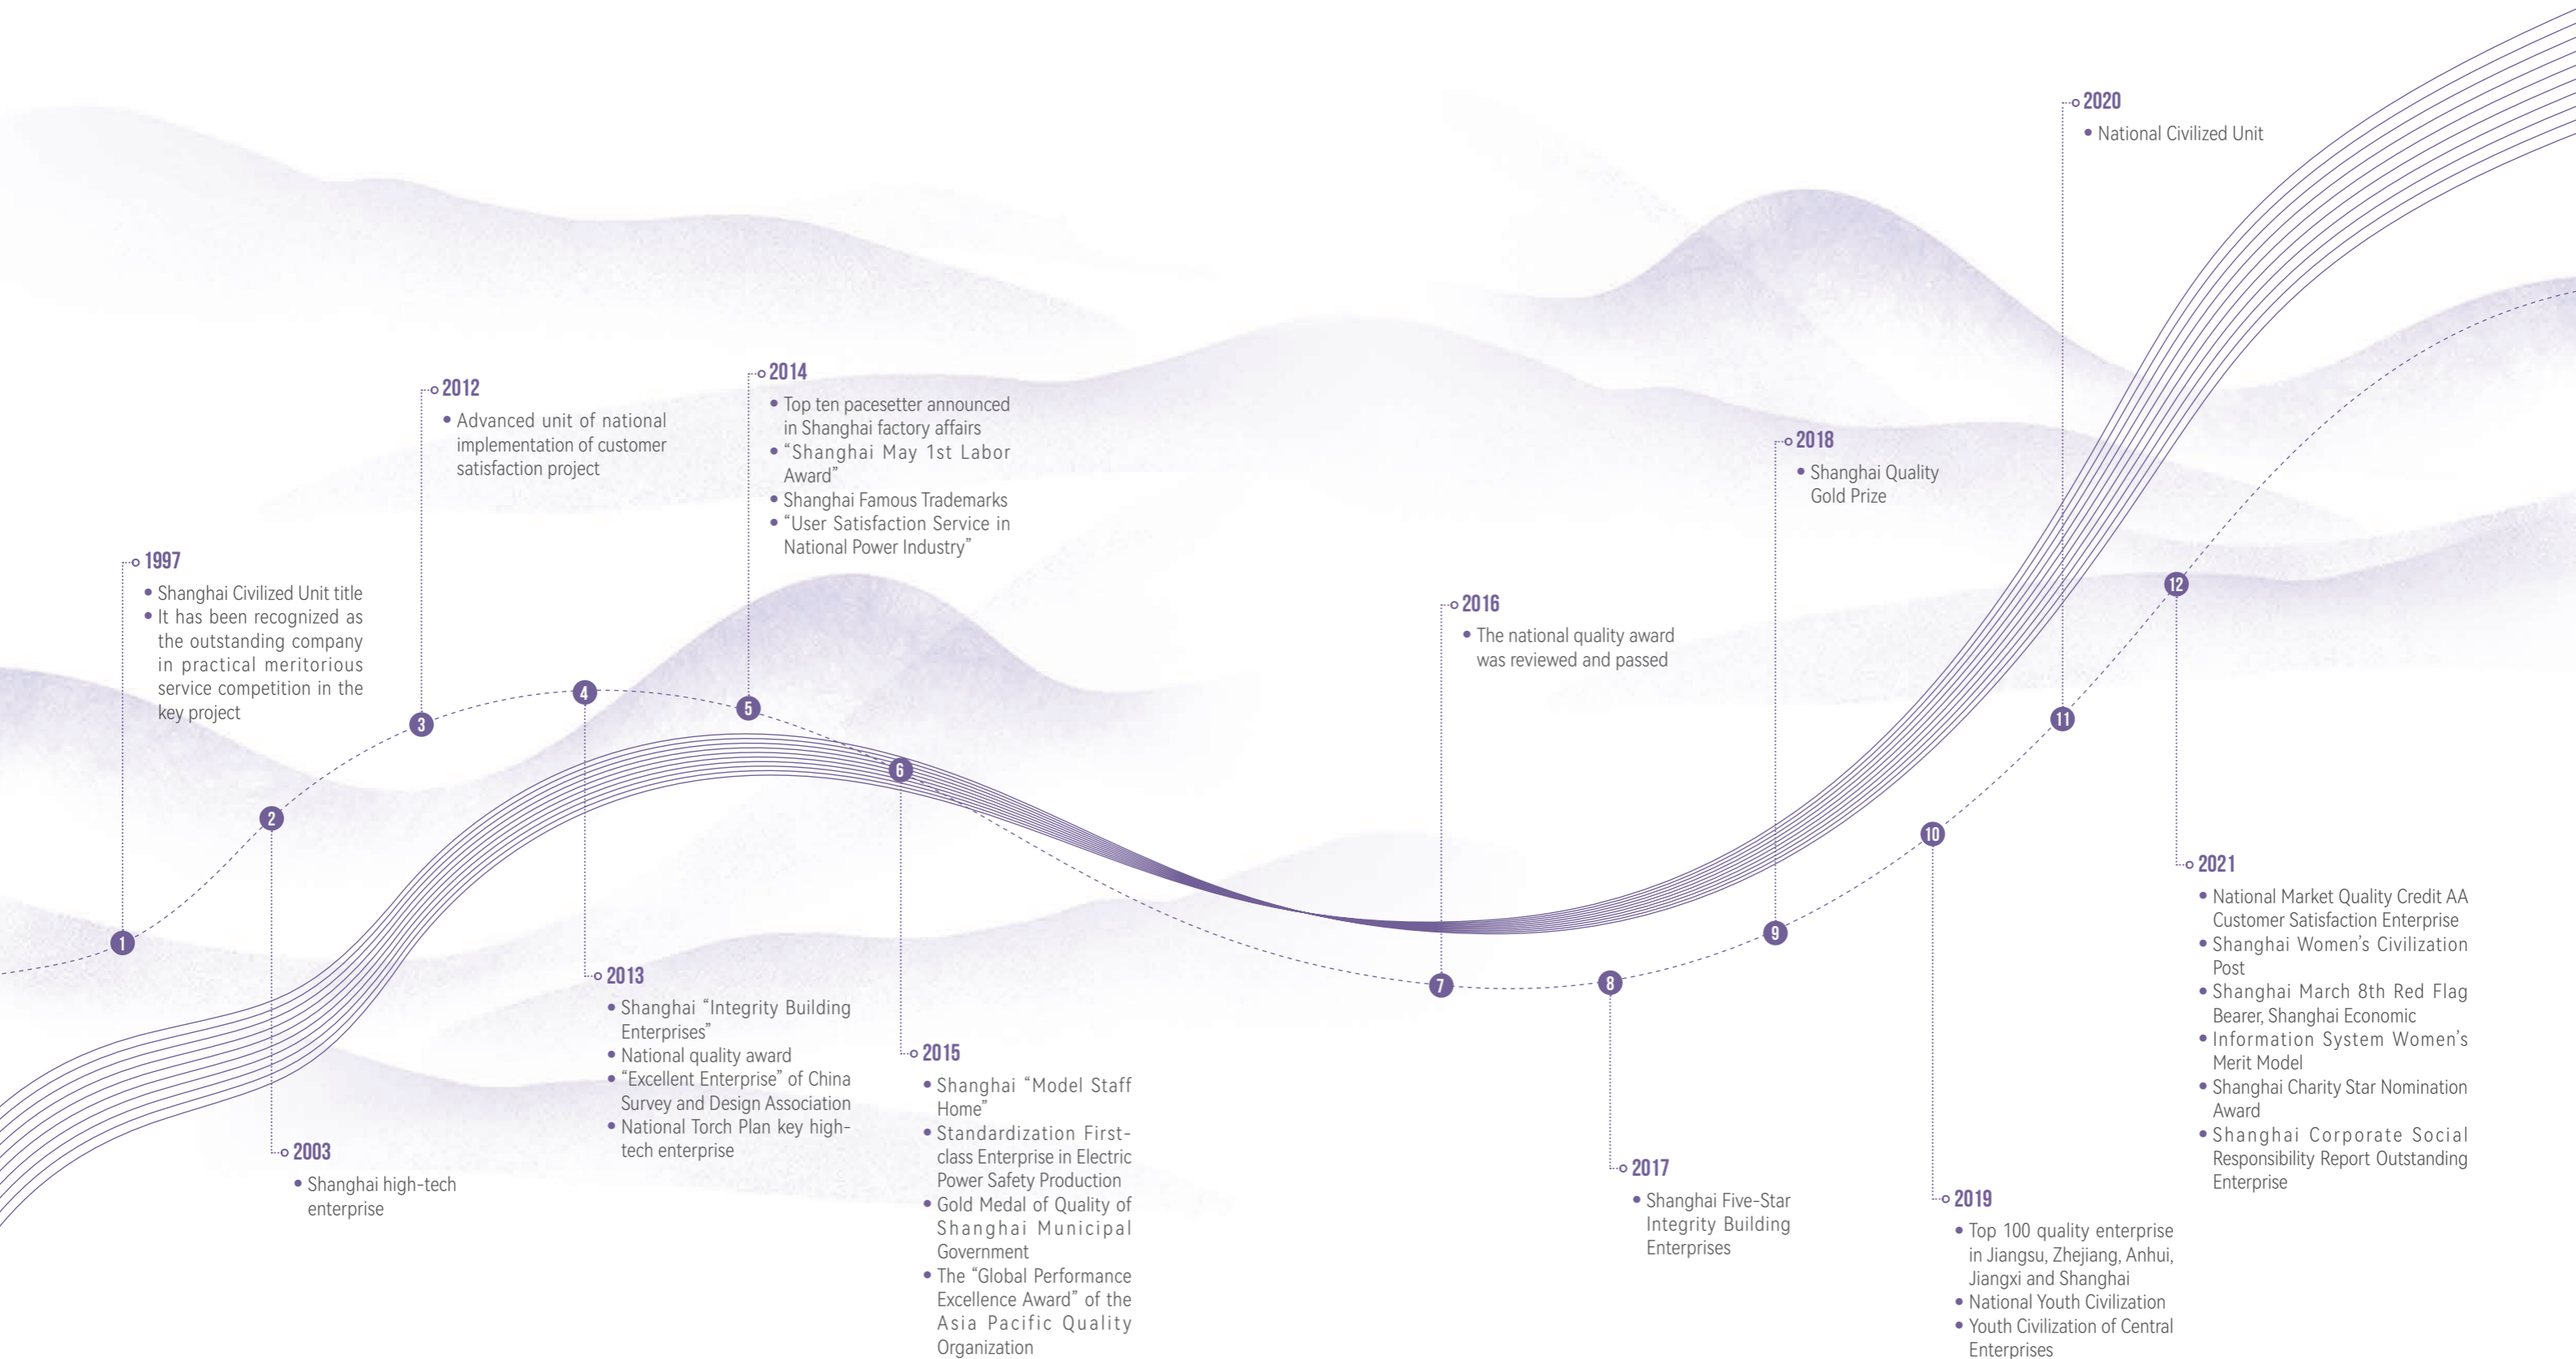 1997
• Shanghai Civilized Unit title
• It has been recognized as
the outstanding company
in practical meritorious
service competition in the
key project
1
2
2003
• Shanghai high-tech
enterprise
2012
• Advanced unit of national
implementation of customer
satisfaction project
3
4
2013
• Shanghai “Integrity Building
Enterprises”
• National quality award
• “Excellent Enterprise” of China
Survey and Design Association
• National Torch Plan key high-
tech enterprise
2014
• Top ten pacesetter announced
in Shanghai factory affairs
• “Shanghai May 1st Labor
Award”
• Shanghai Famous Trademarks
• “User Satisfaction Service in
National Power Industry”
5
6
2015
• Shanghai “Model Staff
Home”
• Standardization First-
class Enterprise in Electric
Power Safety Production
• Gold Medal of Quality of
Shanghai Municipal
Government
• The “Global Performance
Excellence Award” of the
Asia Pacific Quality
Organization
2016
• The national quality award
was reviewed and passed
7
8
2017
• Shanghai Five-Star
Integrity Building
Enterprises
2018
• Shanghai Quality
Gold Prize
9
10
2019
• Top 100 quality enterprise
in Jiangsu, Zhejiang, Anhui,
Jiangxi and Shanghai
• National Youth Civilization
• Youth Civilization of Central
Enterprises
2020
• National Civilized Unit
11
12
2021
• National Market Quality Credit AA
Customer Satisfaction Enterprise
• Shanghai Women’s Civilization
Post
• Shanghai March 8th Red Flag
Bearer, Shanghai Economic
• Information System Women’s
Merit Model
• Shanghai Charity Star Nomination
Award
• Shanghai Corporate Social
Responsibility Report Outstanding
Enterprise